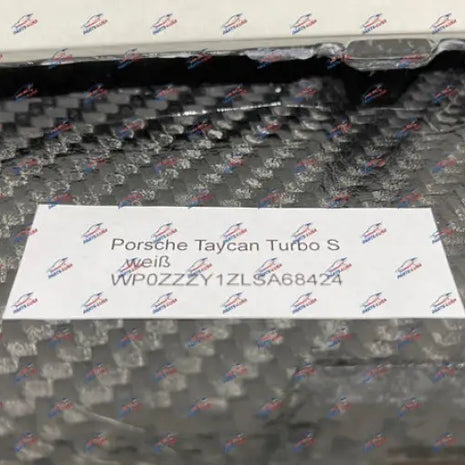 Porsche Taycan Turbo S
weiß
WP0ZZZY1ZLSA68424